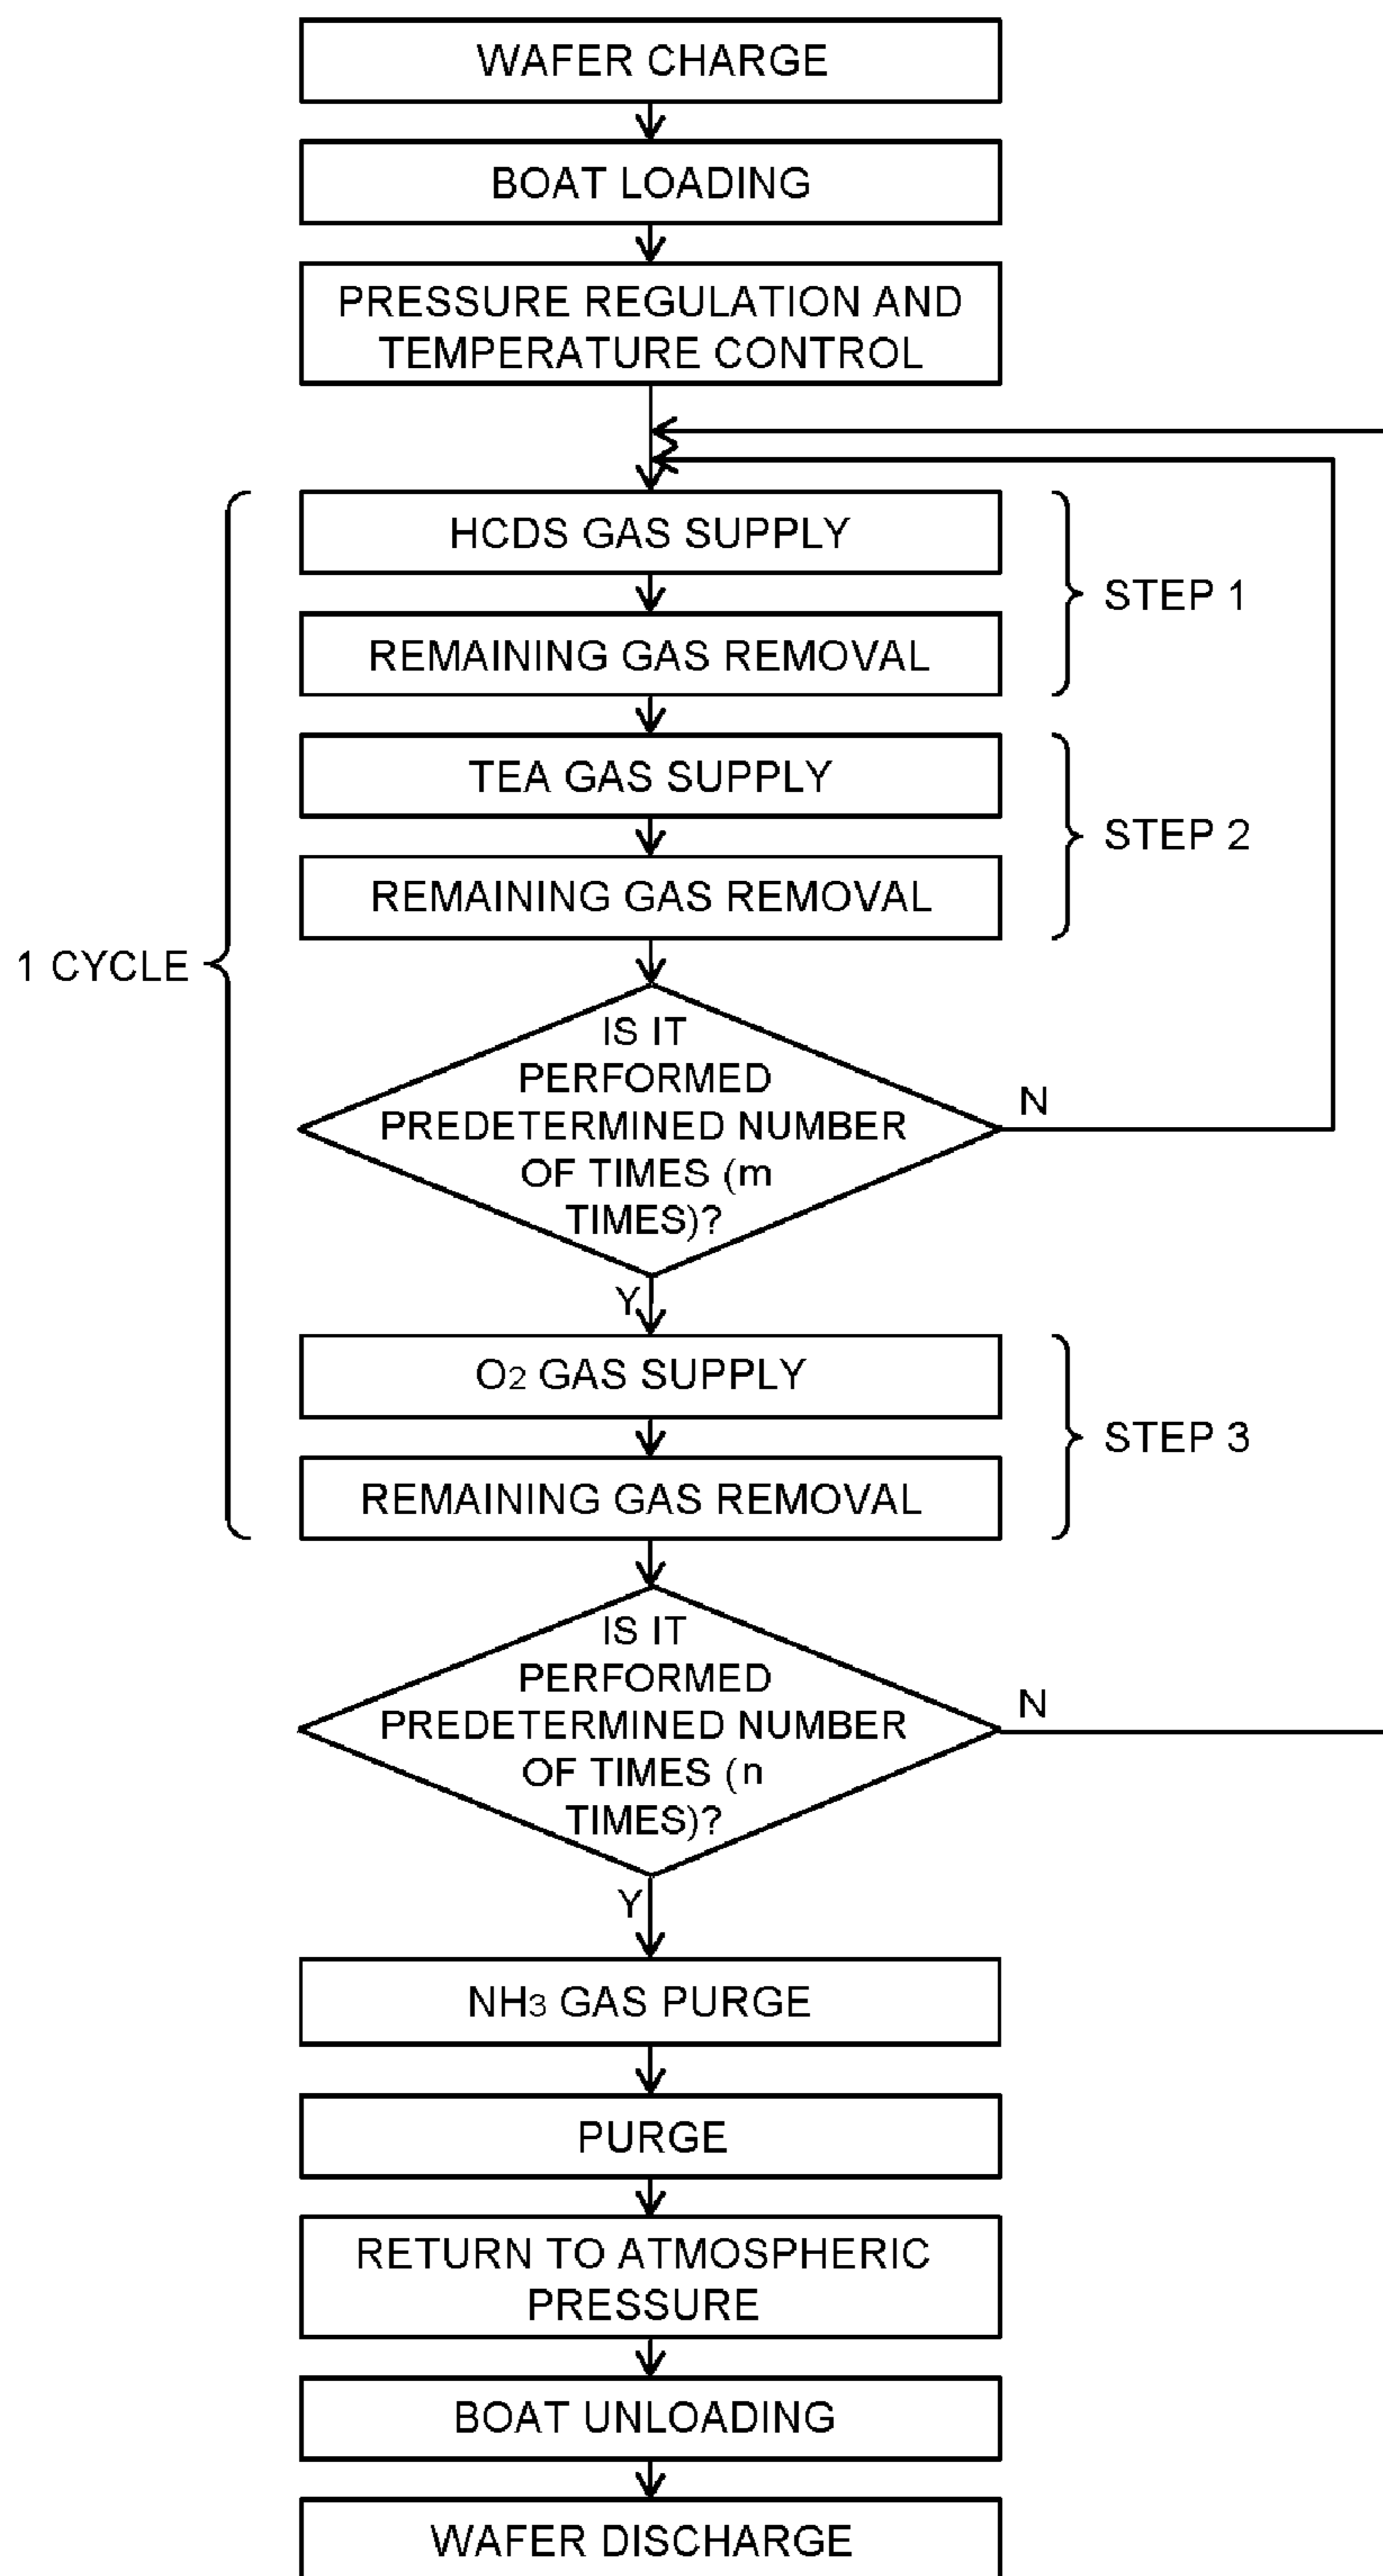 WAFER CHARGE
BOAT LOADING
PRESSURE REGULATION AND
TEMPERATURE CONTROL
HCDS GAS SUPPLY
REMAINING GAS REMOVAL
STEP 1
TEA GAS SUPPLY
REMAINING GAS REMOVAL
STEP 2
1 CYCLE
IS IT
PERFORMED
PREDETERMINED NUMBER
OF TIMES (m
TIMES)?
N
Y
O2 GAS SUPPLY
REMAINING GAS REMOVAL
STEP 3
IS IT
PERFORMED
PREDETERMINED NUMBER
OF TIMES (n
TIMES)?
N
Y
NH3 GAS PURGE
PURGE
RETURN TO ATMOSPHERIC
PRESSURE
BOAT UNLOADING
WAFER DISCHARGE